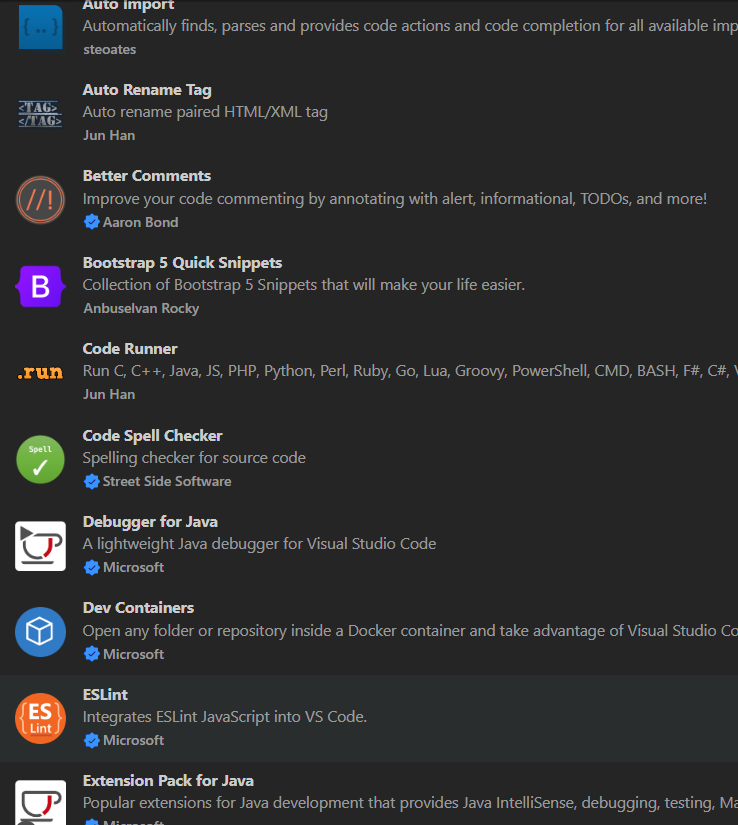 Auto Import
{..}
Automatically finds, parses and provides code actions and code completion for all available imp
steoates
Auto Rename Tag
<TAG>
</TAG>
Auto rename paired HTML/XML tag
Jun Han
Better Comments
//!
Improve your code commenting by annotating with alert, informational, TODOs, and more!
Aaron Bond
Bootstrap 5 Quick Snippets
B
Collection of Bootstrap 5 Snippets that will make your life easier.
Anbuselvan Rocky
Code Runner
.run
Run C, C++, Java, JS, PHP, Python, Perl, Ruby, Go, Lua, Groovy, PowerShell, CMD, BASH, F#, C#, V
Jun Han
Code Spell Checker
Spell
Spelling checker for source code
Street Side Software
Debugger for Java
A lightweight Java debugger for Visual Studio Code
Microsoft
Dev Containers
Open any folder or repository inside a Docker container and take advantage of Visual Studio Co
Microsoft
ESLint
{ES
Lint}
Integrates ESLint JavaScript into VS Code.
Microsoft
Extension Pack for Java
Popular extensions for Java development that provides Java IntelliSense, debugging, testing, Ma
Microsoft